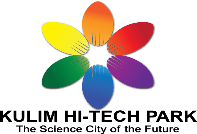 KULIM HI-TECH PARK
The Science City of the Future